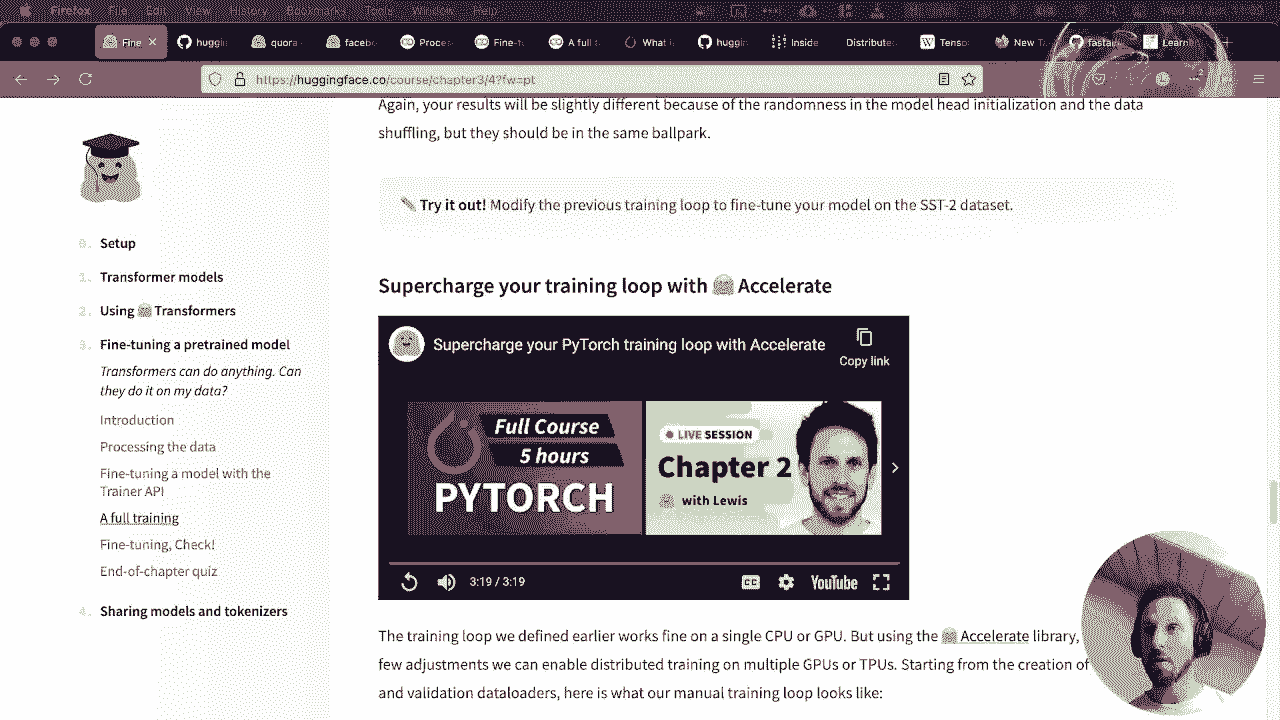 Firefox File Edit View History Bookmarks Tools Window Help
Fine
huggin
quora
facebo
Proces
Fine-tu
A full t
What is
huggin
Inside
Distribute
Tenso
New T
fastai
Learn
https://huggingface.co/course/chapter3/4?fw=pt
Again, your results will be slightly different because of the randomness in the model head initialization and the data
shuffling, but they should be in the same ballpark.
Try it out! Modify the previous training loop to fine-tune your model on the SST-2 dataset.
0. Setup
1. Transformer models
2. Using Transformers
3. Fine-tuning a pretrained model
Transformers can do anything. Can
they do it on my data?
Introduction
Processing the data
Fine-tuning a model with the
Trainer API
A full training
Fine-tuning, Check!
End-of-chapter quiz
4. Sharing models and tokenizers
Supercharge your training loop with Accelerate
Supercharge your PyTorch training loop with Accelerate
Copy link
Full Course
5 hours
PYTORCH
LIVE SESSION
Chapter 2
with Lewis
3:19 / 3:19
CC
YouTube
The training loop we defined earlier works fine on a single CPU or GPU. But using the Accelerate library,
few adjustments we can enable distributed training on multiple GPUs or TPUs. Starting from the creation of
and validation dataloaders, here is what our manual training loop looks like: